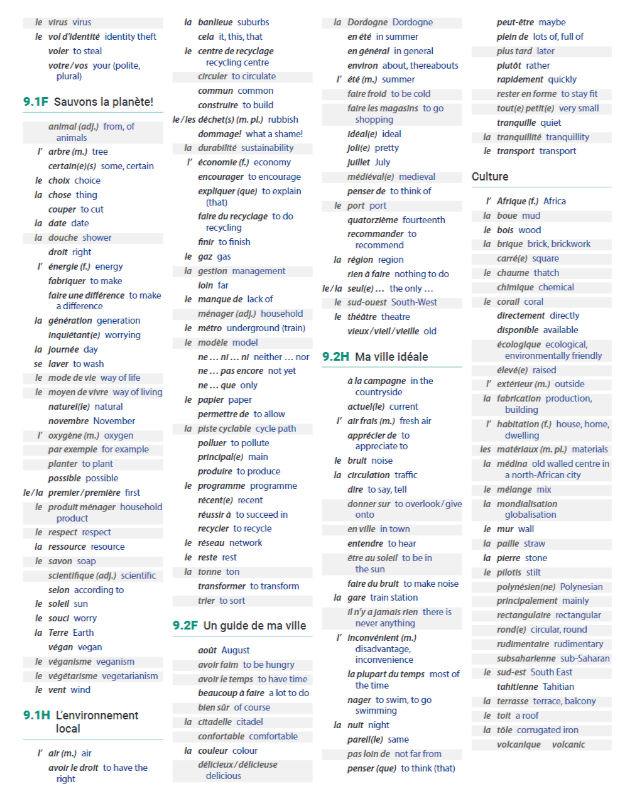 le virus virus
le vol d'identité identity theft
voler to steal
votre/vos your (polite,
plural)
9.1F Sauvons la planète!
animal (adj.) from, of
animals
l' arbre (m.) tree
certain(e)(s) some, certain
le choix choice
la chose thing
couper to cut
la date date
la douche shower
droit right
l' énergie (f.) energy
fabriquer to make
faire une différence to make
a difference
la génération generation
inquiétant(e) worrying
la journée day
se laver to wash
le mode de vie way of life
le moyen de vivre way of living
naturel(le) natural
novembre November
l' oxygène (m.) oxygen
par exemple for example
planter to plant
possible possible
le/la premier/première first
le produit ménager household
product
le respect respect
la ressource resource
le savon soap
scientifique (adj.) scientific
selon according to
le soleil sun
le souci worry
la Terre Earth
végan vegan
le véganisme veganism
le végétarisme vegetarianism
le vent wind
9.1H L'environnement
local
l' air (m.) air
avoir le droit to have the
right
la banlieue suburbs
cela it, this, that
le centre de recyclage
recycling centre
circuler to circulate
commun common
construire to build
le/les déchet(s) (m. pl.) rubbish
dommage! what a shame!
la durabilité sustainability
l' économie (f.) economy
encourager to encourage
expliquer (que) to explain
(that)
faire du recyclage to do
recycling
finir to finish
le gaz gas
la gestion management
loin far
le manque de lack of
ménager (adj.) household
le métro underground (train)
le modèle model
ne ... ni ... ni neither ... nor
ne ... pas encore not yet
ne ... que only
le papier paper
permettre de to allow
la piste cyclable cycle path
polluer to pollute
principal(e) main
produire to produce
le programme programme
récent(e) recent
réussir à to succeed in
recycler to recycle
le réseau network
le reste rest
la tonne ton
transformer to transform
trier to sort
9.2F Un guide de ma ville
août August
avoir faim to be hungry
avoir le temps to have time
beaucoup à faire a lot to do
bien sûr of course
la citadelle citadel
confortable comfortable
la couleur colour
délicieux/délicieuse
delicious
la Dordogne Dordogne
en été in summer
en général in general
environ about, thereabouts
l' été (m.) summer
faire froid to be cold
faire les magasins to go
shopping
idéal(e) ideal
joli(e) pretty
juillet July
médiéval(e) medieval
penser de to think of
le port port
quatorzième fourteenth
recommander to
recommend
la région region
rien à faire nothing to do
le/la seul(e) ... the only ...
le sud-ouest South-West
le théâtre theatre
vieux/vieil/vieille old
9.2H Ma ville idéale
à la campagne in the
countryside
actuel(le) current
l' air frais (m.) fresh air
apprécier de to
appreciate to
le bruit noise
la circulation traffic
dire to say, tell
donner sur to overlook/give
onto
en ville in town
entendre to hear
être au soleil to be in
the sun
faire du bruit to make noise
la gare train station
il n'y a jamais rien there is
never anything
l' inconvénient (m.)
disadvantage,
inconvenience
la plupart du temps most of
the time
nager to swim, to go
swimming
la nuit night
pareil(le) same
pas loin de not far from
penser (que) to think (that)
peut-être maybe
plein de lots of, full of
plus tard later
plutôt rather
rapidement quickly
rester en forme to stay fit
tout(e) petit(e) very small
tranquille quiet
la tranquillité tranquillity
le transport transport
Culture
l' Afrique (f.) Africa
la boue mud
le bois wood
la brique brick, brickwork
carré(e) square
le chaume thatch
chimique chemical
le corail coral
directement directly
disponible available
écologique ecological,
environmentally friendly
élevé(e) raised
l' extérieur (m.) outside
la fabrication production,
building
l' habitation (f.) house, home,
dwelling
les matériaux (m. pl.) materials
la médina old walled centre in
a north-African city
le mélange mix
la mondialisation
globalisation
le mur wall
la paille straw
la pierre stone
le pilotis stilt
polynésien(ne) Polynesian
principalement mainly
rectangulaire rectangular
rond(e) circular, round
rudimentaire rudimentary
subsaharienne sub-Saharan
le sud-est South East
tahitienne Tahitian
la terrasse terrace, balcony
le toit a roof
la tôle corrugated iron
volcanique volcanic